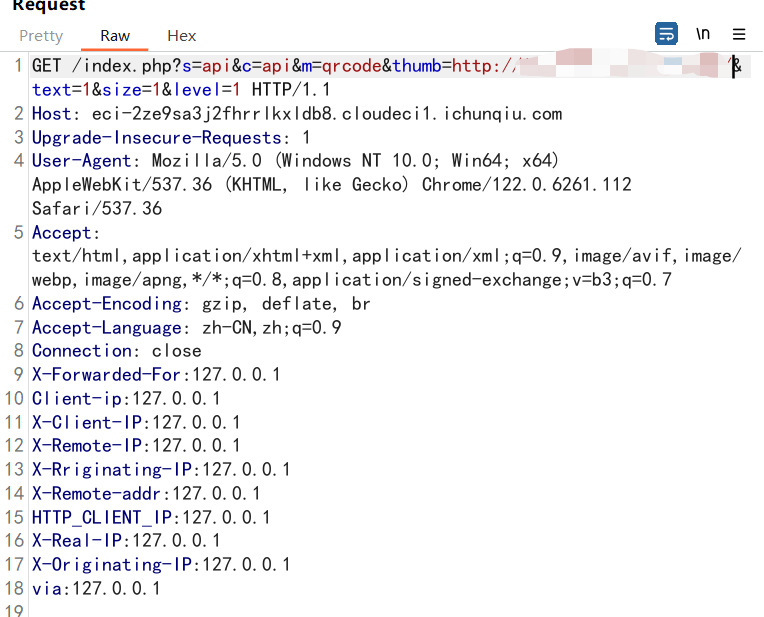 Request
Pretty Raw Hex \n
1 GET /index.php?s=api&c=api&m=qrcode&thumb=http://&
text=1&size=1&level=1 HTTP/1.1
2 Host: eci-2ze9sa3j2fhrrlkxldb8.cloudeci1.ichunqiu.com
3 Upgrade-Insecure-Requests: 1
4 User-Agent: Mozilla/5.0 (Windows NT 10.0; Win64; x64)
AppleWebKit/537.36 (KHTML, like Gecko) Chrome/122.0.6261.112
Safari/537.36
5 Accept:
text/html,application/xhtml+xml,application/xml;q=0.9,image/avif,image/
webp,image/apng,*/*;q=0.8,application/signed-exchange;v=b3;q=0.7
6 Accept-Encoding: gzip, deflate, br
7 Accept-Language: zh-CN,zh;q=0.9
8 Connection: close
9 X-Forwarded-For:127.0.0.1
10 Client-ip:127.0.0.1
11 X-Client-IP:127.0.0.1
12 X-Remote-IP:127.0.0.1
13 X-Rriginating-IP:127.0.0.1
14 X-Remote-addr:127.0.0.1
15 HTTP_CLIENT_IP:127.0.0.1
16 X-Real-IP:127.0.0.1
17 X-Originating-IP:127.0.0.1
18 via:127.0.0.1
19